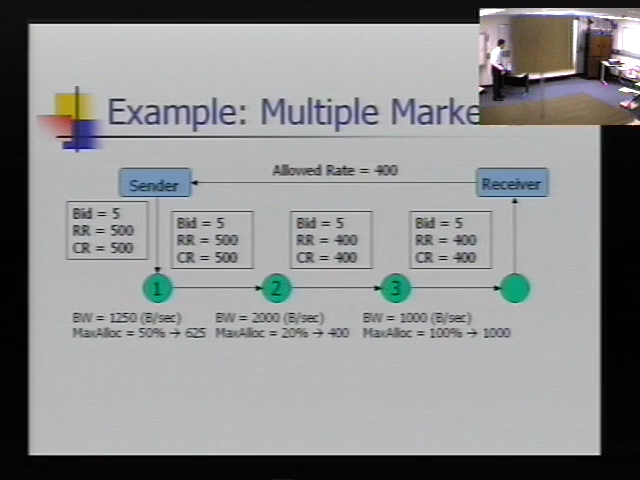 Example: Multiple Marke
Allowed Rate = 400
Sender
Receiver
Bid = 5
RR = 500
CR = 500
Bid = 5
RR = 500
CR = 500
Bid = 5
RR = 400
CR = 400
Bid = 5
RR = 400
CR = 400
1
2
3
BW = 1250 (B/sec)
MaxAlloc = 50% → 625
BW = 2000 (B/sec)
MaxAlloc = 20% → 400
BW = 1000 (B/sec)
MaxAlloc = 100% → 1000